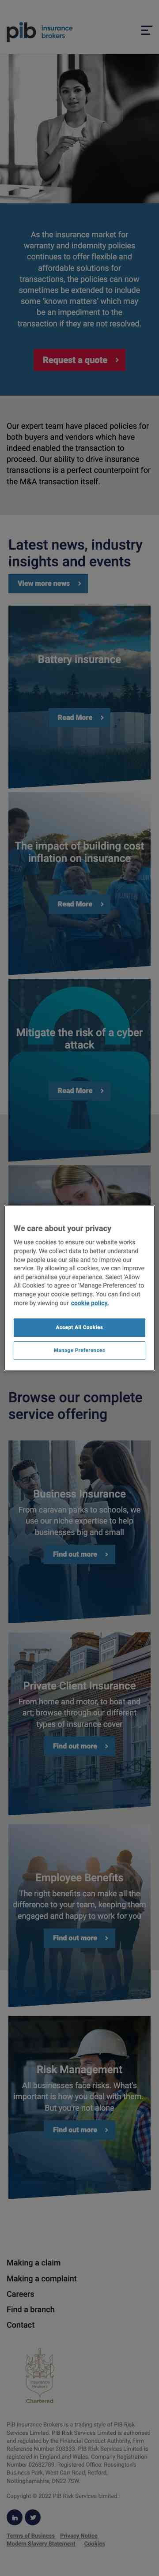 pib insurance
brokers
As the insurance market for
warranty and indemnity policies
continues to offer flexible and
affordable solutions for
transactions, the policies can now
sometimes be extended to include
some 'known matters' which may
be an impediment to the
transaction if they are not resolved.
Request a quote
Our expert team have placed policies for
both buyers and vendors which have
indeed enabled the transaction to
proceed. Our ability to drive insurance
transactions is a perfect counterpoint for
the M&A transaction itself.
Latest news, industry
insights and events
View more news
Battery insurance
Read More
The impact of building cost
inflation on insurance
Read More
Mitigate the risk of a cyber
attack
Read More
We care about your privacy
We use cookies to ensure our website works
properly. We collect data to better understand
how people use our site and to improve our
service. By allowing all cookies, we can improve
and personalise your experience. Select 'Allow
All Cookies' to agree or 'Manage Preferences' to
manage your cookie settings. You can find out
more by viewing our cookie policy.
Accept All Cookies
Manage Preferences
Browse our complete
service offering
Business Insurance
From caravan parks to schools, we
use our niche expertise to help
businesses big and small
Find out more
Private Client Insurance
From home and motor, to boat and
art; browse through our different
types of insurance cover
Find out more
Employee Benefits
The right benefits can make all the
difference to your team, keeping them
engaged and happy to work for you
Find out more
Risk Management
All businesses face risks. What's
important is how you deal with them.
But you're not alone
Find out more
Making a claim
Making a complaint
Careers
Find a branch
Contact
Chartered
PIB Insurance Brokers is a trading style of PIB Risk
Services Limited. PIB Risk Services Limited is authorised
and regulated by the Financial Conduct Authority, Firm
Reference Number 308333. PIB Risk Services Limited is
registered in England and Wales. Company Registration
Number 02682789. Registered Office: Rossington's
Business Park, West Carr Road, Retford,
Nottinghamshire, DN22 7SW.
Copyright © 2022 PIB Risk Services Limited.
Terms of Business Privacy Notice
Modern Slavery Statement Cookies